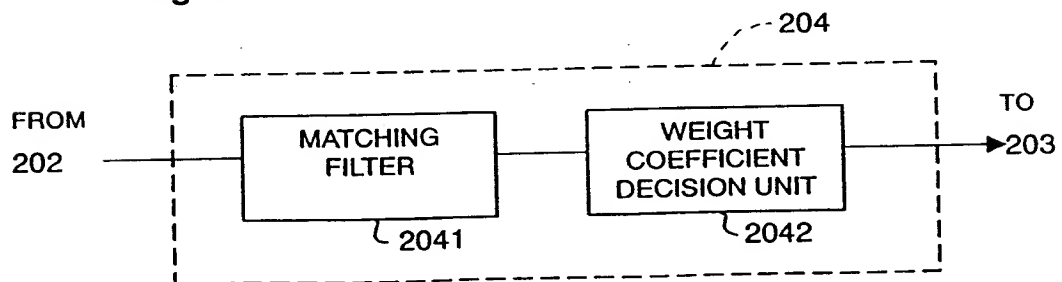 204
FROM
202
MATCHING
FILTER
WEIGHT
COEFFICIENT
DECISION UNIT
TO
203
2041
2042